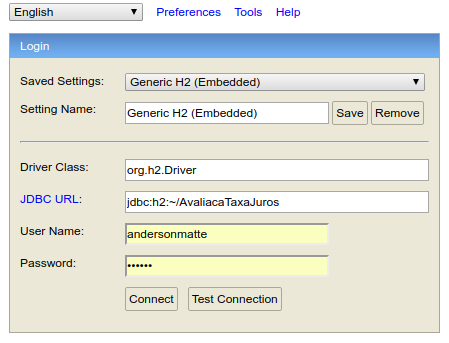 English Preferences Tools Help
Login
Saved Settings: Generic H2 (Embedded)
Setting Name: Generic H2 (Embedded) Save Remove
Driver Class: org.h2.Driver
JDBC URL: jdbc:h2:~/AvaliacaTaxaJuros
User Name: andersonmatte
Password: ••••••
Connect Test Connection